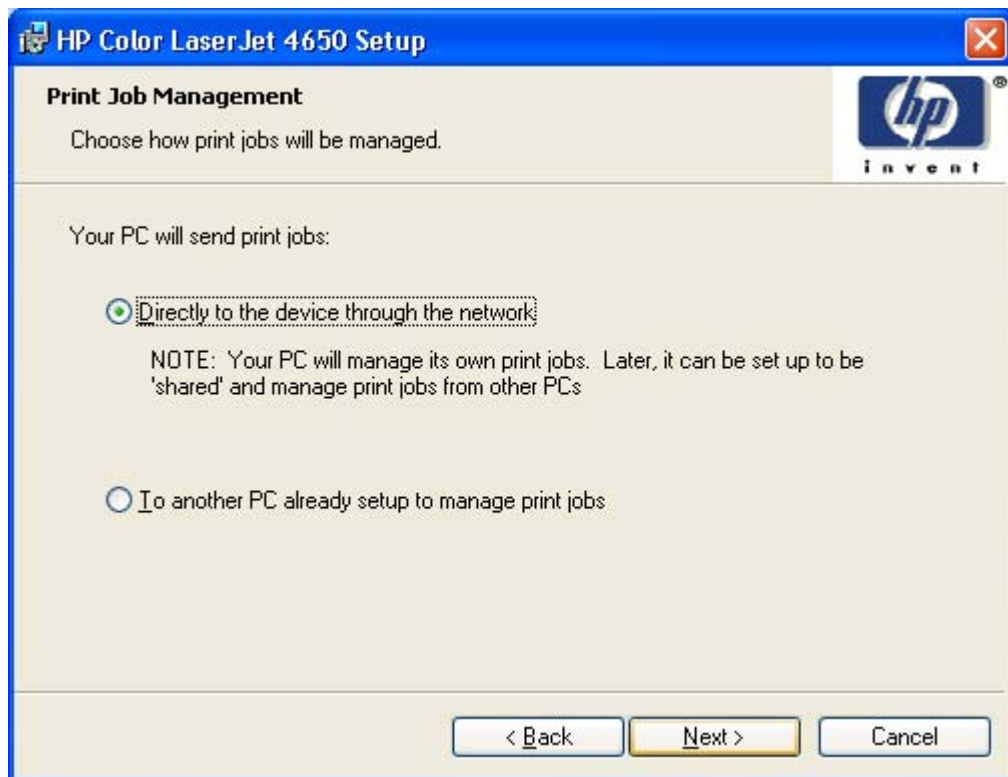 HP Color LaserJet 4650 Setup
Print Job Management
Choose how print jobs will be managed.
hp
®
invent
Your PC will send print jobs:
Directly to the device through the network
NOTE:  Your PC will manage its own print jobs.  Later, it can be set up to be
'shared' and manage print jobs from other PCs
To another PC already setup to manage print jobs
< Back
Next >
Cancel